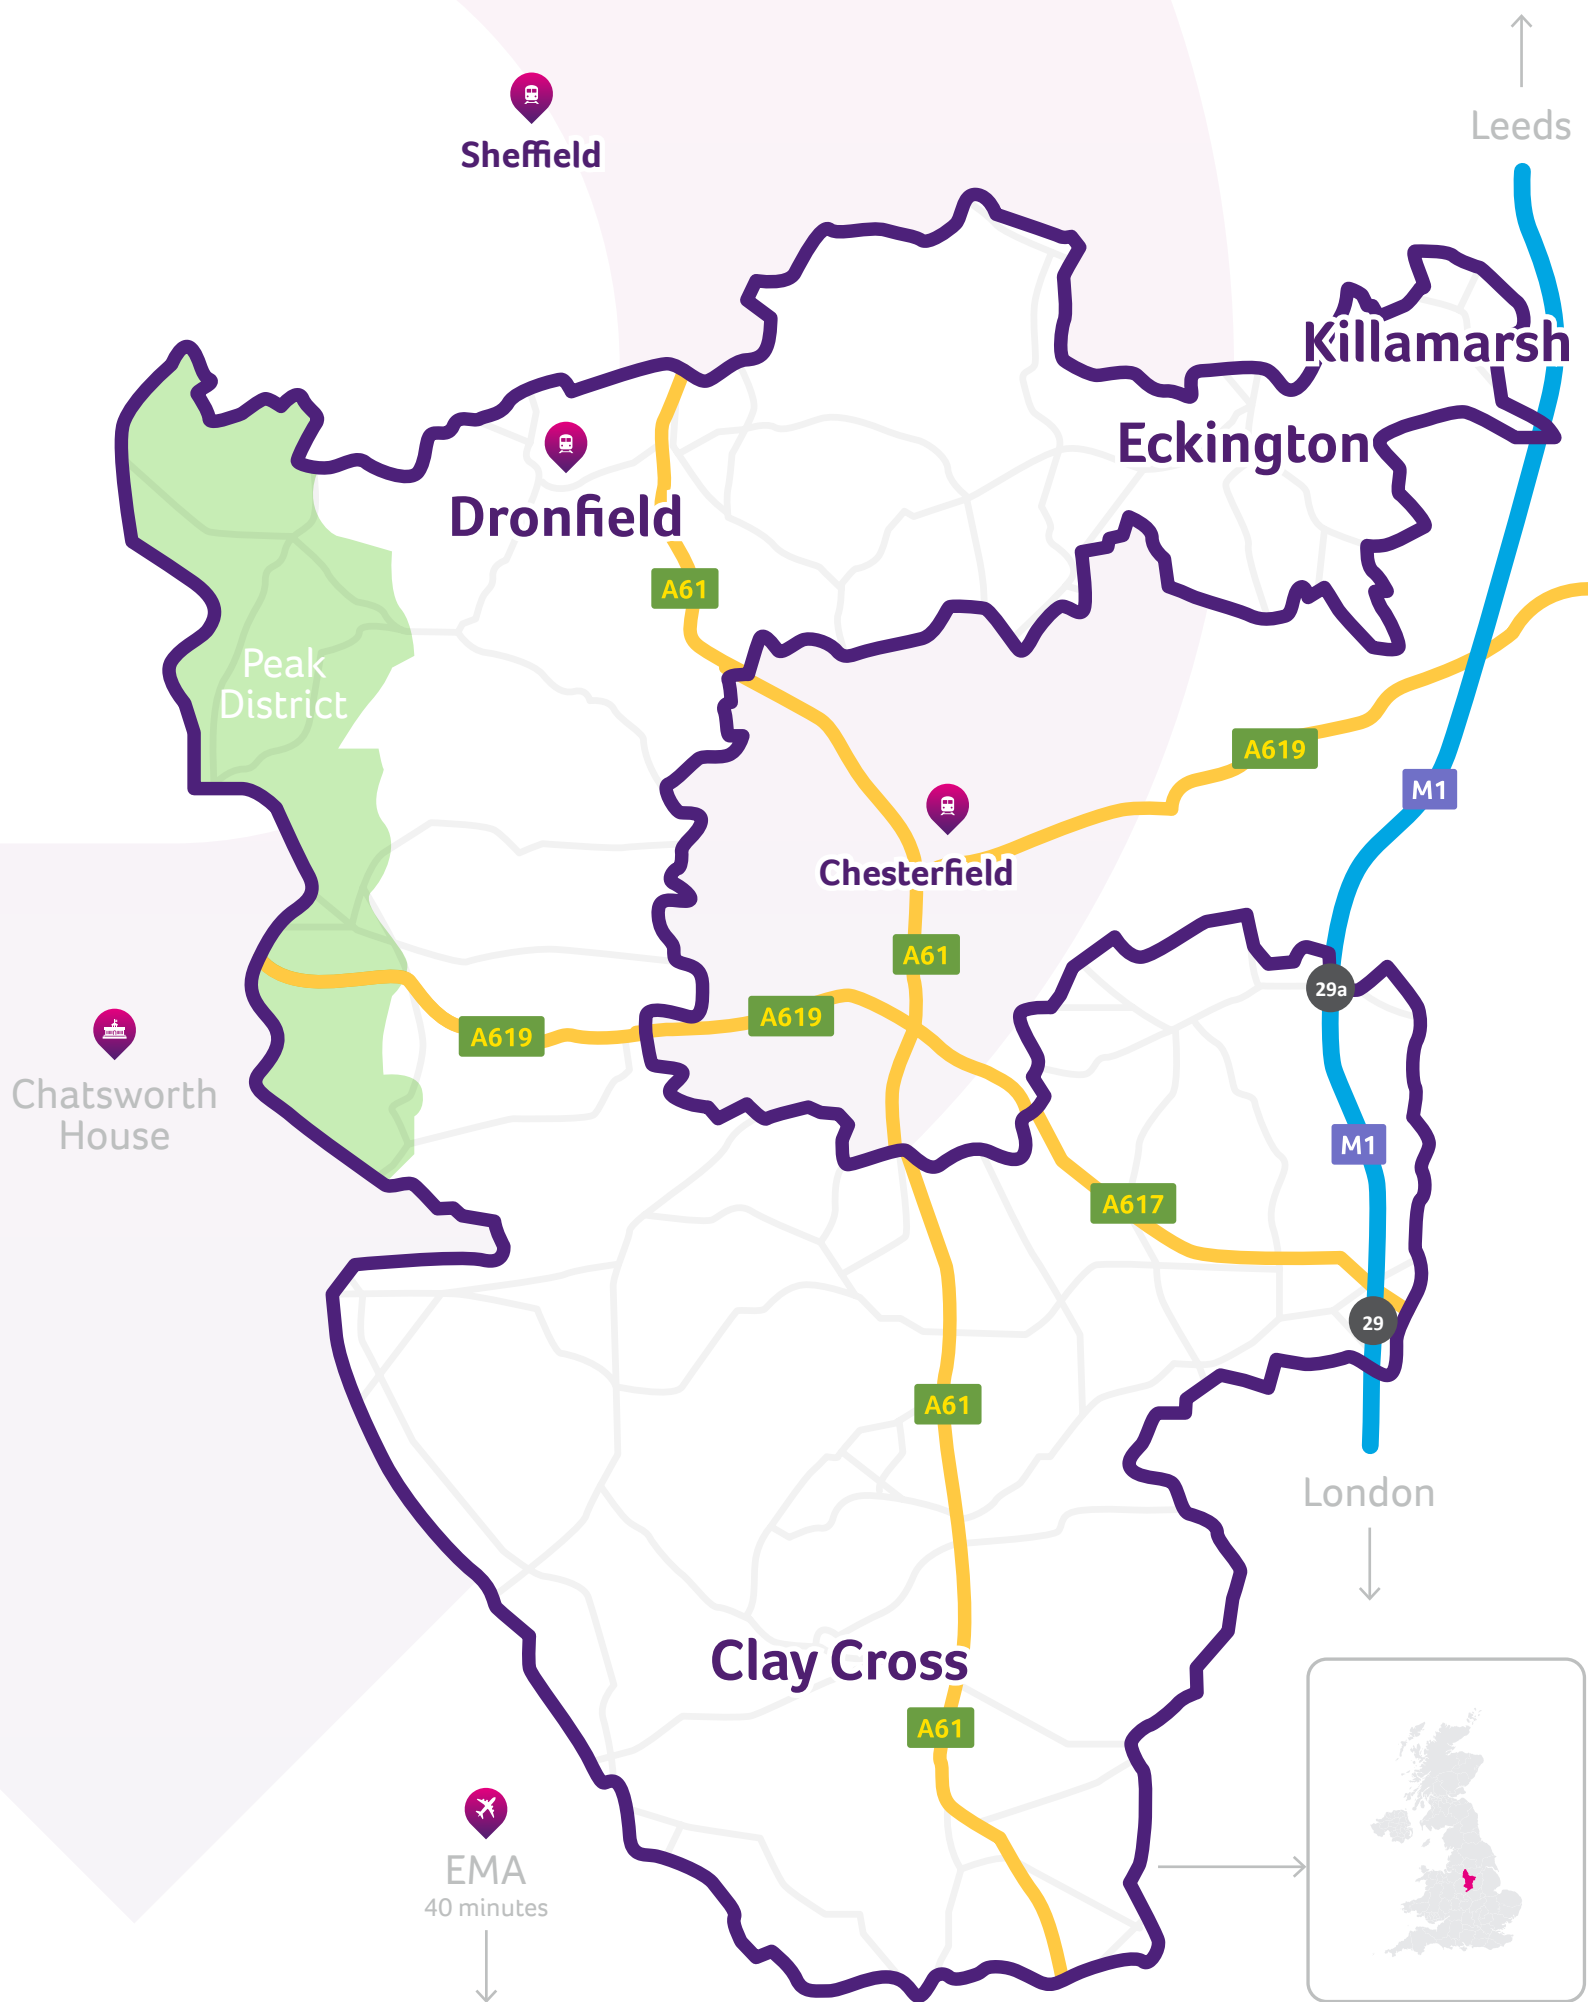 Leeds
Sheffield
Killamarsh
Eckington
Dronfield
A61
Peak
District
A619
M1
Chesterfield
A61
29a
A619
A619
Chatsworth
House
M1
A617
29
A61
London
Clay Cross
A61
EMA
40 minutes